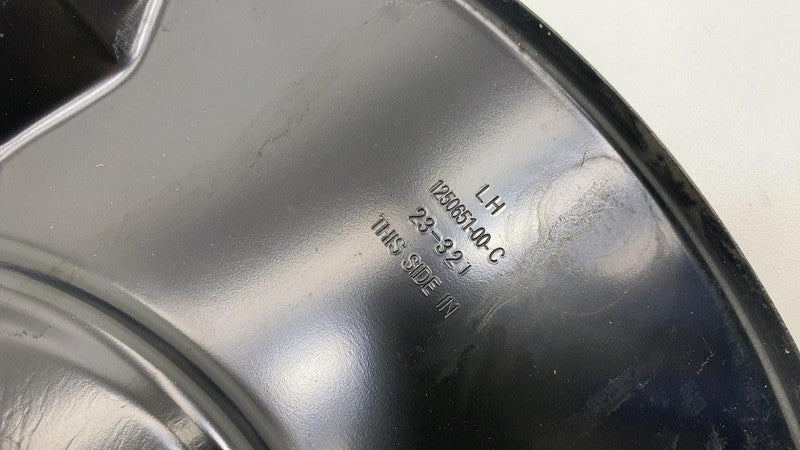 LH
1250651-00-C
23-321
THIS SIDE IN